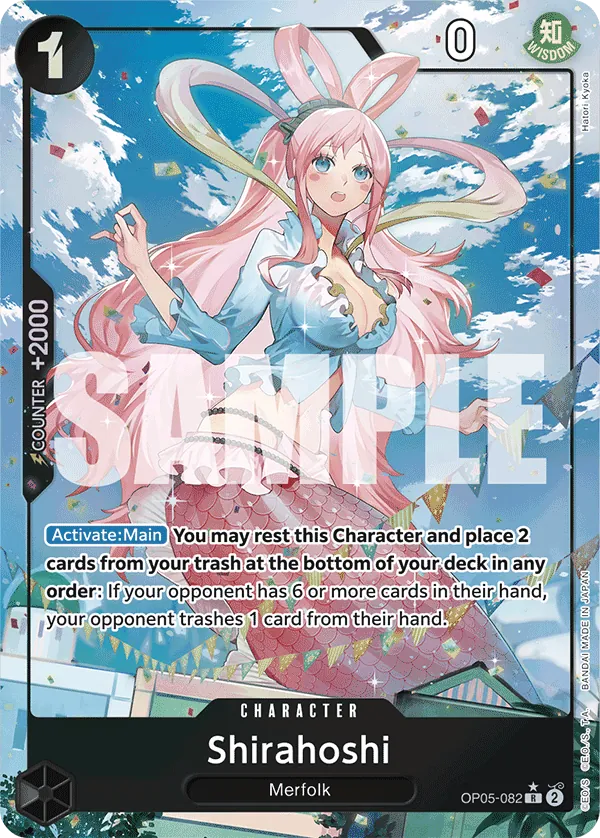 1
0
知
WISDOM
Hatori Kyoka
COUNTER +2000
SAMPLE
Activate:Main You may rest this Character and place 2
cards from your trash at the bottom of your deck in any
order: If your opponent has 6 or more cards in their hand,
your opponent trashes 1 card from their hand.
©E.O./S ©E.O./S., T.A. BANDAI MADE IN JAPAN
CHARACTER
Shirahoshi
Merfolk
OP05-082 R 2